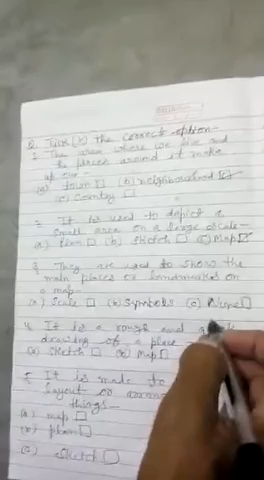 Q Tick (✓) the correct option-
1. The area where we live and
the places around it make
up our-
(a) town (b) neighbourhood
(c) Country
2. It is used to depict a
small area on a large scale-
(a) Plan (b) Sketch (c) Map
3. They are used to show the
main places or landmarks on
a map-
(a) Scale (b) Symbols (c) None
4. It is a rough and
drawing of a place
(a) Sketch (b) Map
5. It is made to
layout or
things-
(a) map
(b) plan
(c) Sketch